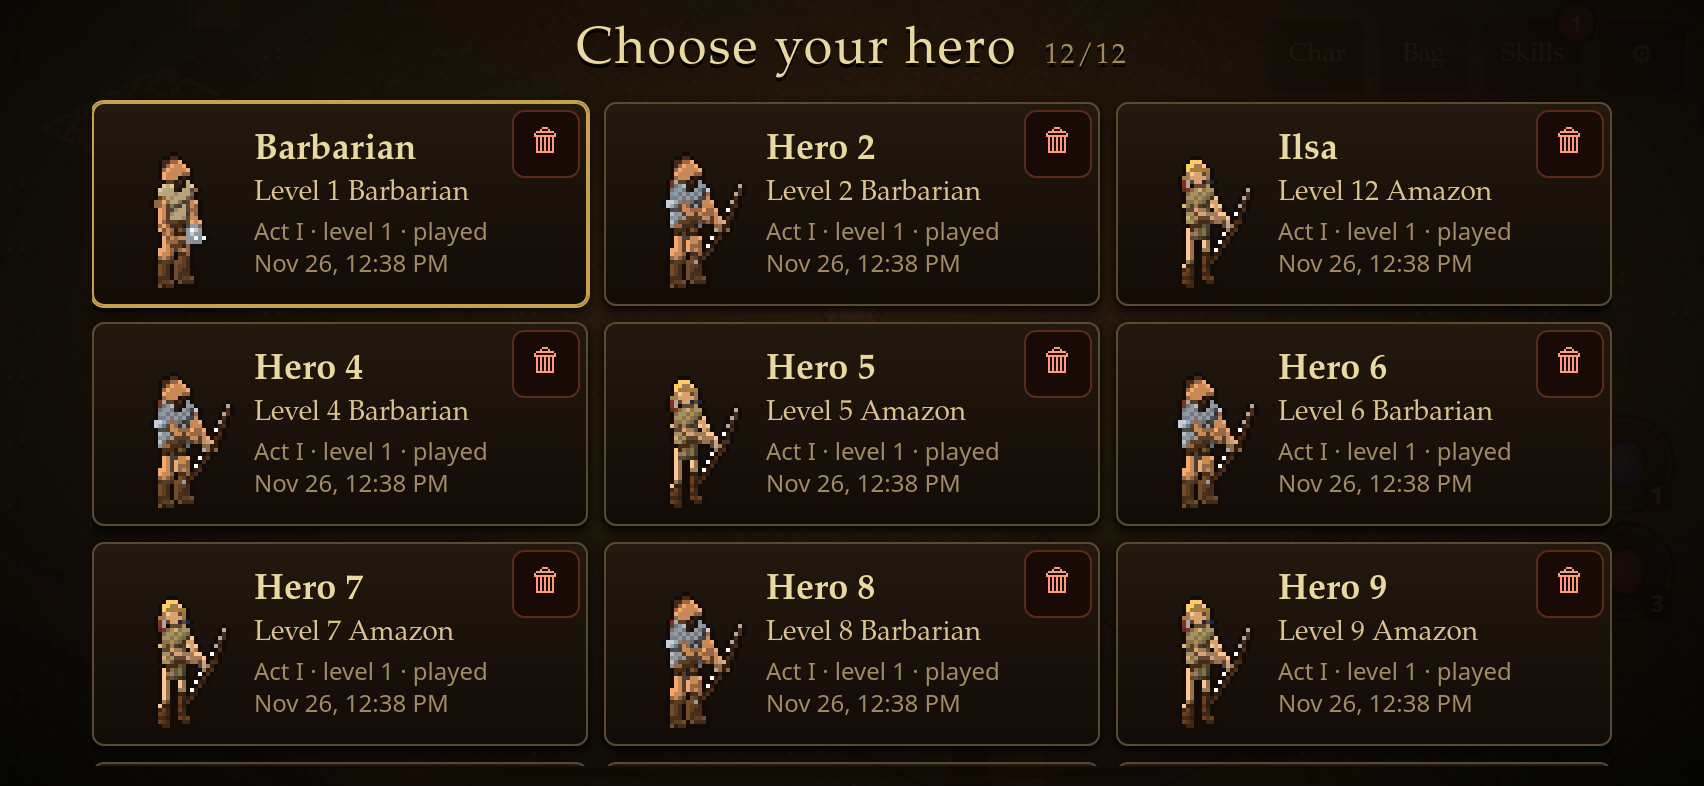 Choose your hero 12/12
Char Bag Skills 1
Barbarian
Level 1 Barbarian
Act I · level 1 · played
Nov 26, 12:38 PM
Hero 2
Level 2 Barbarian
Act I · level 1 · played
Nov 26, 12:38 PM
Ilsa
Level 12 Amazon
Act I · level 1 · played
Nov 26, 12:38 PM
Hero 4
Level 4 Barbarian
Act I · level 1 · played
Nov 26, 12:38 PM
Hero 5
Level 5 Amazon
Act I · level 1 · played
Nov 26, 12:38 PM
Hero 6
Level 6 Barbarian
Act I · level 1 · played
Nov 26, 12:38 PM
1
Hero 7
Level 7 Amazon
Act I · level 1 · played
Nov 26, 12:38 PM
Hero 8
Level 8 Barbarian
Act I · level 1 · played
Nov 26, 12:38 PM
Hero 9
Level 9 Amazon
Act I · level 1 · played
Nov 26, 12:38 PM
3